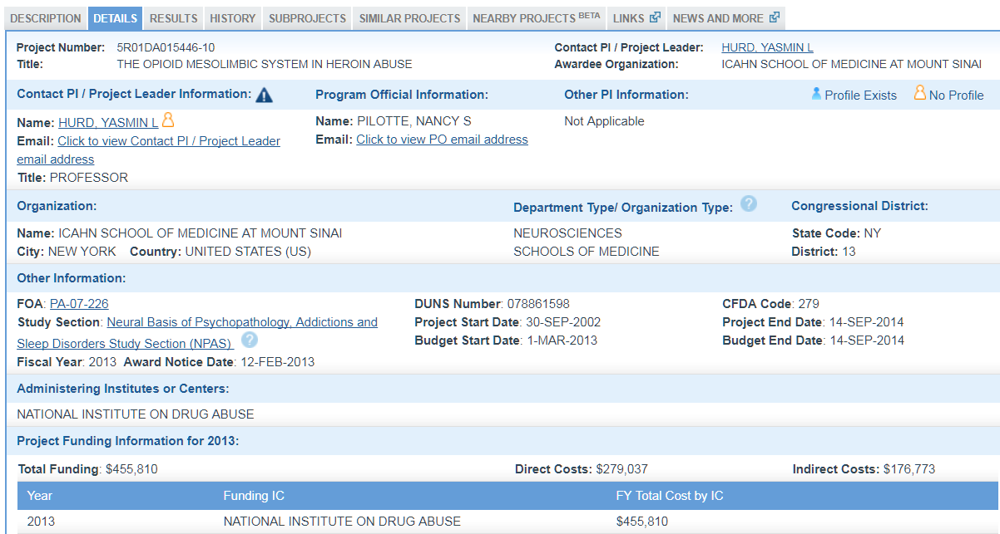 DESCRIPTION DETAILS RESULTS HISTORY SUBPROJECTS SIMILAR PROJECTS NEARBY PROJECTS BETA LINKS NEWS AND MORE
Project Number: 5R01DA015446-10 Contact PI / Project Leader: HURD, YASMIN L
Title: THE OPIOID MESOLIMBIC SYSTEM IN HEROIN ABUSE Awardee Organization: ICAHN SCHOOL OF MEDICINE AT MOUNT SINAI
Contact PI / Project Leader Information: Program Official Information: Other PI Information: Profile Exists No Profile
Name: HURD, YASMIN L Name: PILOTTE, NANCY S Not Applicable
Email: Click to view Contact PI / Project Leader Email: Click to view PO email address
email address
Title: PROFESSOR
Organization: Department Type/ Organization Type: ? Congressional District:
Name: ICAHN SCHOOL OF MEDICINE AT MOUNT SINAI NEUROSCIENCES State Code: NY
City: NEW YORK Country: UNITED STATES (US) SCHOOLS OF MEDICINE District: 13
Other Information:
FOA: PA-07-226 DUNS Number: 078861598 CFDA Code: 279
Study Section: Neural Basis of Psychopathology, Addictions and Project Start Date: 30-SEP-2002 Project End Date: 14-SEP-2014
Sleep Disorders Study Section (NPAS) ? Budget Start Date: 1-MAR-2013 Budget End Date: 14-SEP-2014
Fiscal Year: 2013 Award Notice Date: 12-FEB-2013
Administering Institutes or Centers:
NATIONAL INSTITUTE ON DRUG ABUSE
Project Funding Information for 2013:
Total Funding: $455,810 Direct Costs: $279,037 Indirect Costs: $176,773
Year Funding IC FY Total Cost by IC
2013 NATIONAL INSTITUTE ON DRUG ABUSE $455,810